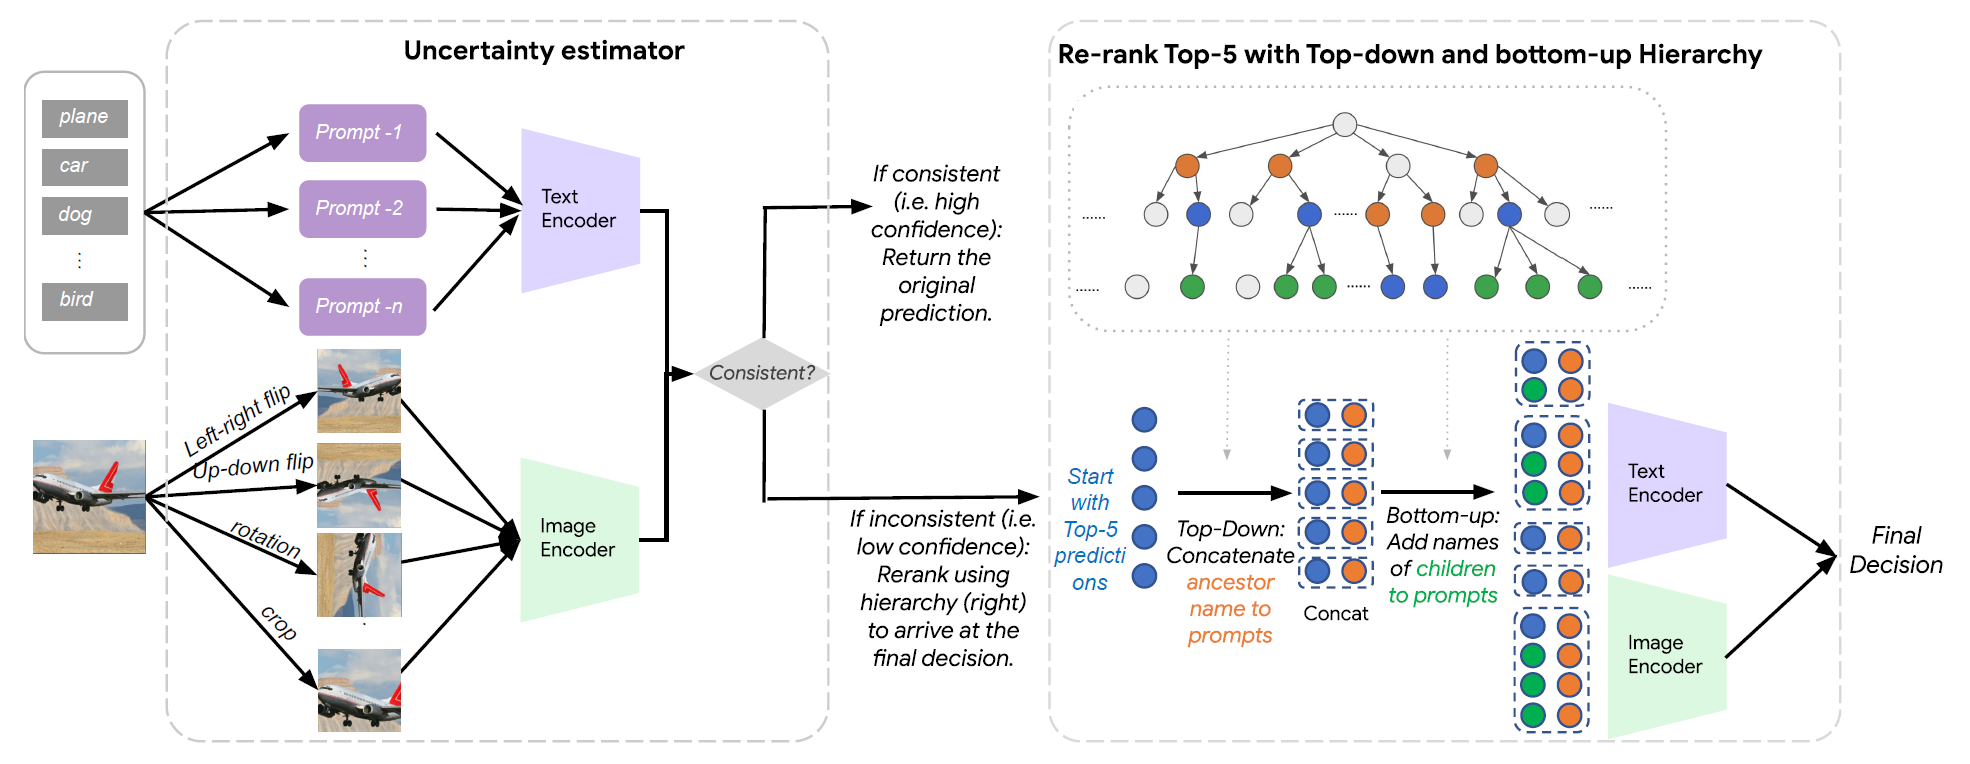 Uncertainty estimator
plane
car
dog
⋮
bird
Prompt -1
Prompt -2
⋮
Prompt -n
Text
Encoder
Left-right flip
Up-down flip
rotation
crop
Image
Encoder
Consistent?
If consistent
(i.e. high
confidence):
Return the
original
prediction.
If inconsistent (i.e.
low confidence):
Rerank using
hierarchy (right)
to arrive at the
final decision.
Re-rank Top-5 with Top-down and bottom-up Hierarchy
...... ...... ......
...... ...... ......
Start
with
Top-5
predicti
ons
Top-Down:
Concatenate
ancestor
name to
prompts
Concat
Bottom-up:
Add names
of children
to prompts
Text
Encoder
Image
Encoder
Final
Decision